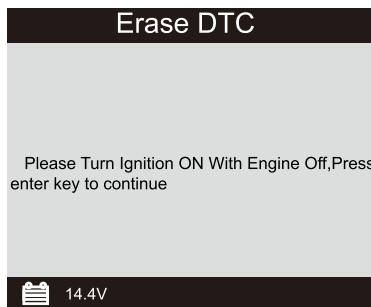 Erase DTC
Please Turn Ignition ON With Engine Off,Press
enter key to continue
14.4V